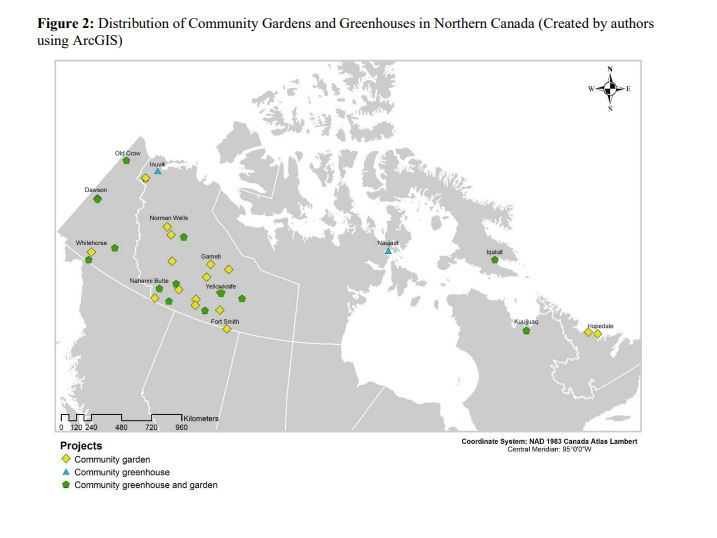 Figure 2: Distribution of Community Gardens and Greenhouses in Northern Canada (Created by authors
using ArcGIS)
N
W E
S
Old Crow
Inuvik
Dawson
Norman Wells
Whitehorse
Gameti
Naujaat
Iqaluit
Nahanni Butte
Yellowknife
Fort Smith
Kuujjuaq
Hopedale
Kilometers
0 120 240 480 720 960
Projects
Community garden
Community greenhouse
Community greenhouse and garden
Coordinate System: NAD 1983 Canada Atlas Lambert
Central Meridian: 95°0'0"W